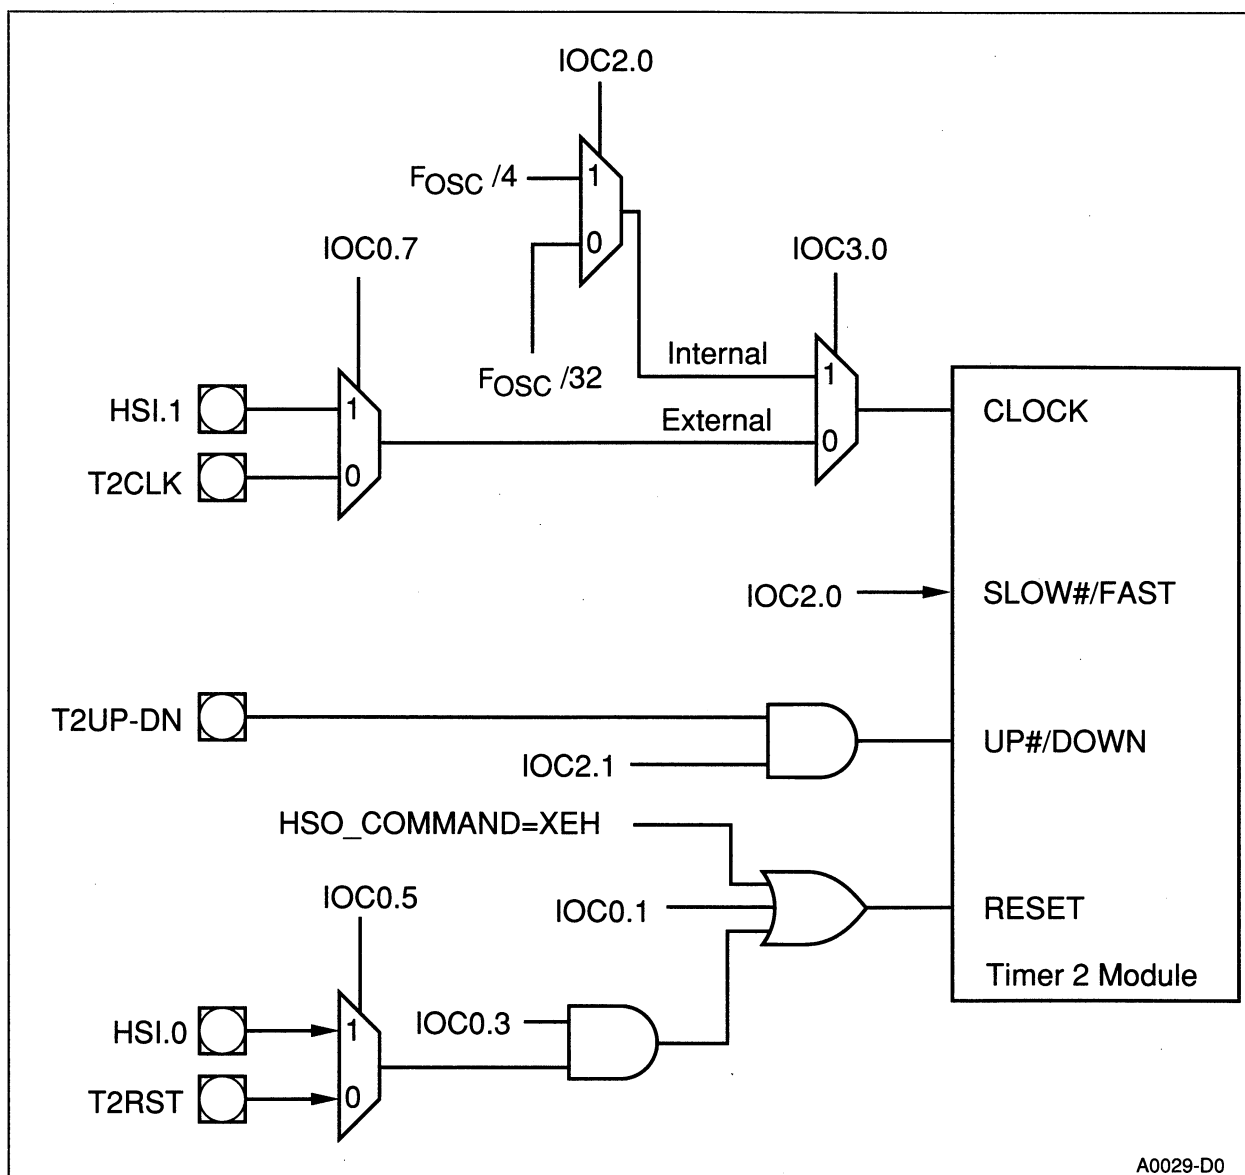 IOC2.0
FOSC /4
1
0
IOC0.7
IOC3.0
FOSC /32
Internal
1
HSI.1
1
External
0
CLOCK
T2CLK
0
IOC2.0
SLOW#/FAST
T2UP-DN
IOC2.1
UP#/DOWN
HSO_COMMAND=XEH
IOC0.5
IOC0.1
RESET
Timer 2 Module
HSI.0
1
IOC0.3
T2RST
0
A0029-D0